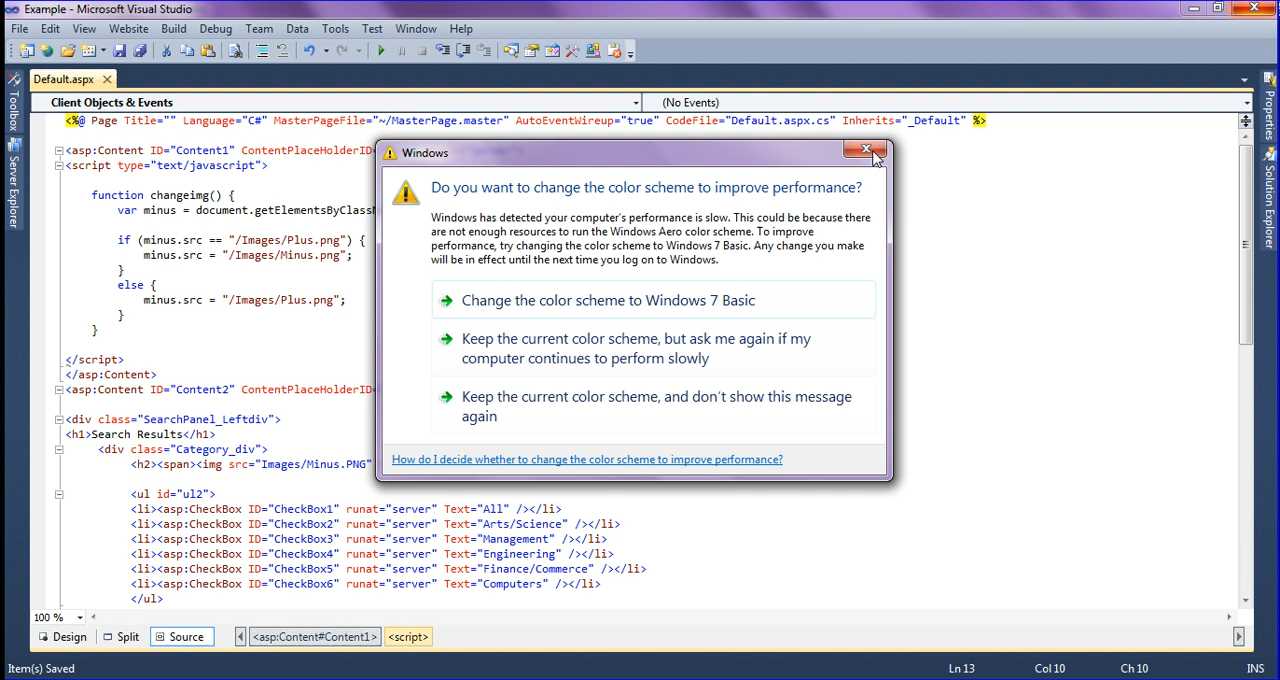 Example - Microsoft Visual Studio
File Edit View Website Build Debug Team Data Tools Test Window Help
Default.aspx
Client Objects & Events (No Events)
<%@ Page Title="" Language="C#" MasterPageFile="~/MasterPage.master" AutoEventWireup="true" CodeFile="Default.aspx.cs" Inherits="_Default" %>
<asp:Content ID="Content1" ContentPlaceHolderID=
<script type="text/javascript">
function changeimg() {
var minus = document.getElementsByClass
if (minus.src == "/Images/Plus.png") {
minus.src = "/Images/Minus.png";
}
else {
minus.src = "/Images/Plus.png";
}
}
</script>
</asp:Content>
<asp:Content ID="Content2" ContentPlaceHolderID=
<div class="SearchPanel_Leftdiv">
<h1>Search Results</h1>
<div class="Category_div">
<h2><span><img src="Images/Minus.PNG"
<ul id="ul2">
<li><asp:CheckBox ID="CheckBox1" runat="server" Text="All" /></li>
<li><asp:CheckBox ID="CheckBox2" runat="server" Text="Arts/Science" /></li>
<li><asp:CheckBox ID="CheckBox3" runat="server" Text="Management" /></li>
<li><asp:CheckBox ID="CheckBox4" runat="server" Text="Engineering" /></li>
<li><asp:CheckBox ID="CheckBox5" runat="server" Text="Finance/Commerce" /></li>
<li><asp:CheckBox ID="CheckBox6" runat="server" Text="Computers" /></li>
</ul>
Windows
Do you want to change the color scheme to improve performance?
Windows has detected your computer's performance is slow. This could be because there
are not enough resources to run the Windows Aero color scheme. To improve
performance, try changing the color scheme to Windows 7 Basic. Any change you make
will be in effect until the next time you log on to Windows.
Change the color scheme to Windows 7 Basic
Keep the current color scheme, but ask me again if my
computer continues to perform slowly
Keep the current color scheme, and don't show this message
again
How do I decide whether to change the color scheme to improve performance?
Toolbox
Server Explorer
Properties
Solution Explorer
100 %
Design Split Source <asp:Content#Content1> <script>
Item(s) Saved Ln 13 Col 10 Ch 10 INS